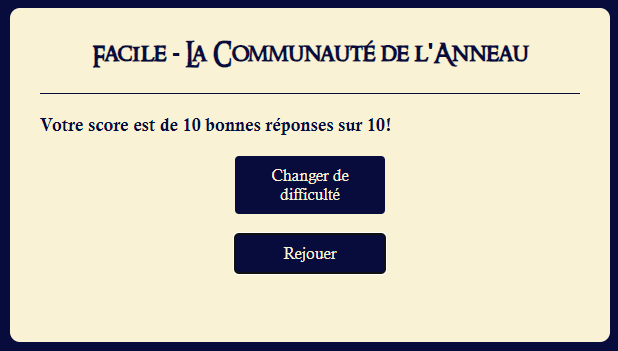 Facile - La Communauté de l'Anneau
Votre score est de 10 bonnes réponses sur 10!
Changer de
difficulté
Rejouer